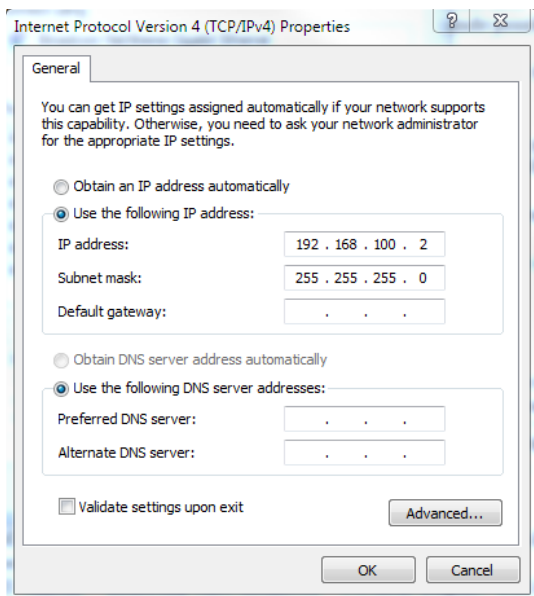 Internet Protocol Version 4 (TCP/IPv4) Properties
General
You can get IP settings assigned automatically if your network supports
this capability. Otherwise, you need to ask your network administrator
for the appropriate IP settings.
Obtain an IP address automatically
Use the following IP address:
IP address: 192 . 168 . 100 . 2
Subnet mask: 255 . 255 . 255 . 0
Default gateway: . . .
Obtain DNS server address automatically
Use the following DNS server addresses:
Preferred DNS server: . . .
Alternate DNS server: . . .
Validate settings upon exit
Advanced...
OK Cancel